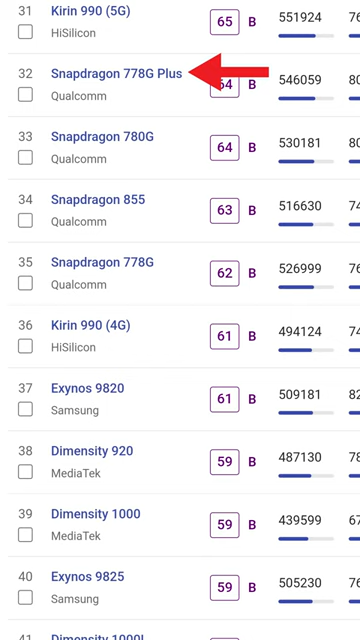 31 Kirin 990 (5G) 65 B 551924
HiSilicon
32 Snapdragon 778G Plus 64 B 546059
Qualcomm
33 Snapdragon 780G 64 B 530181
Qualcomm
34 Snapdragon 855 63 B 516630
Qualcomm
35 Snapdragon 778G 62 B 526999
Qualcomm
36 Kirin 990 (4G) 61 B 494124
HiSilicon
37 Exynos 9820 61 B 509181
Samsung
38 Dimensity 920 59 B 487130
MediaTek
39 Dimensity 1000 59 B 439599
MediaTek
40 Exynos 9825 59 B 505230
Samsung